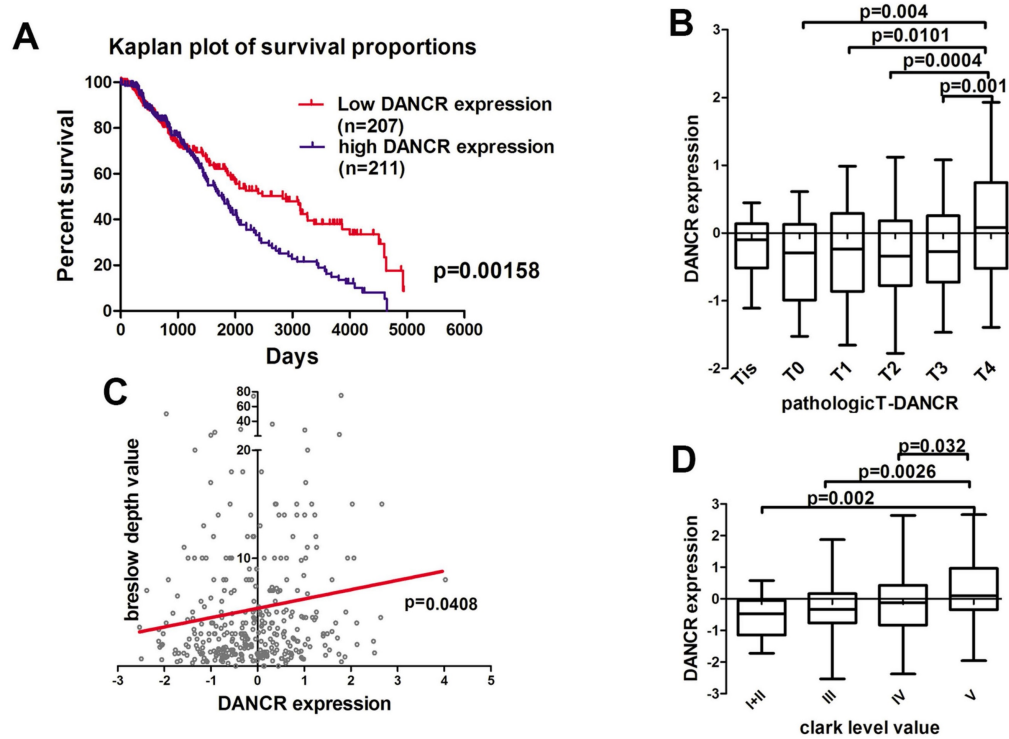 A
Kaplan plot of survival proportions
Percent survival
100
80
60
40
20
0
Low DANCR expression
(n=207)
high DANCR expression
(n=211)
p=0.00158
0 1000 2000 3000 4000 5000 6000
Days
B
p=0.004
p=0.0101
p=0.0004
p=0.001
DANCR expression
3
2
1
0
-1
-2
Tis T0 T1 T2 T3 T4
pathologicT-DANCR
C
breslow depth value
80
60
40
20
20
10
p=0.0408
-3 -2 -1 0 1 2 3 4 5
DANCR expression
D
p=0.032
p=0.0026
p=0.002
DANCR expression
3
2
1
0
-1
-2
-3
I+II III IV V
clark level value